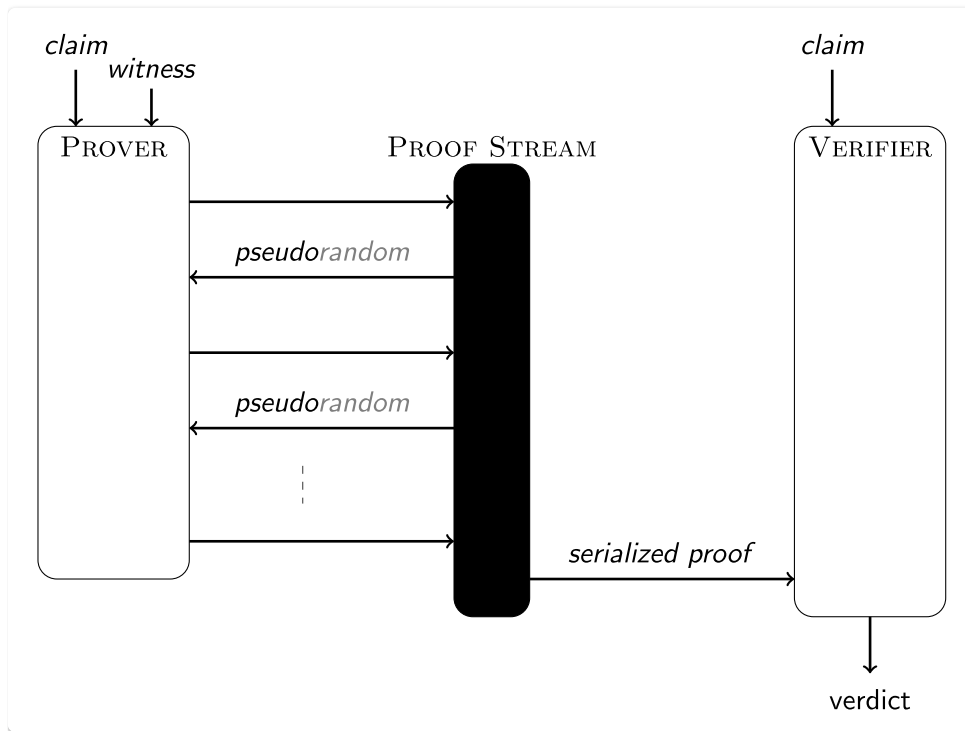 claim
witness
claim
PROVER
PROOF STREAM
VERIFIER
pseudorandom
pseudorandom
serialized proof
verdict